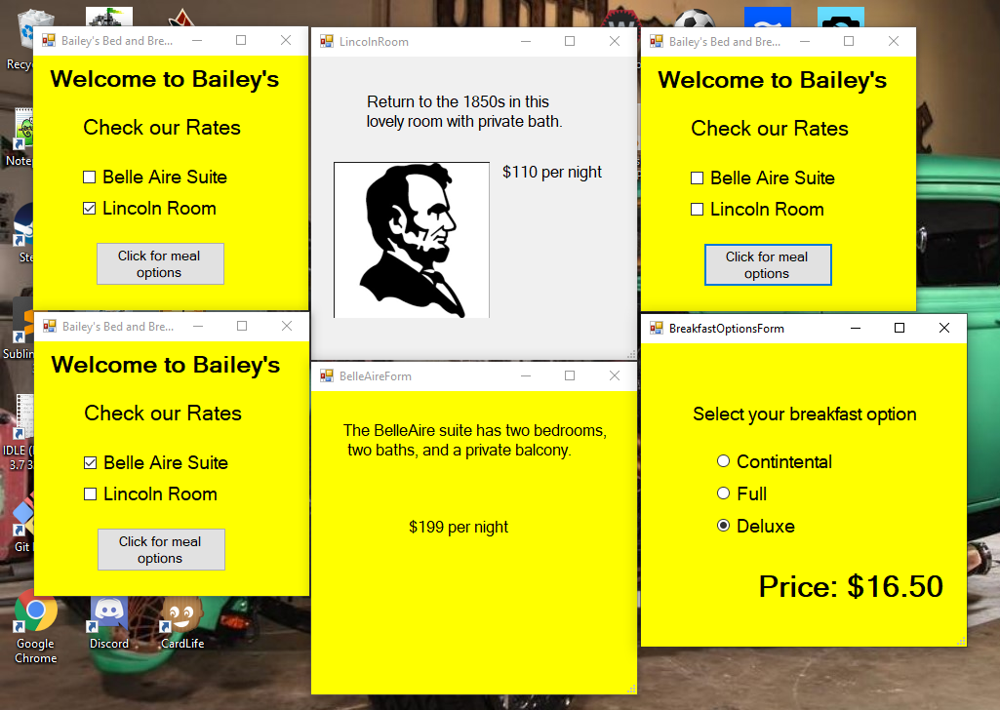 Bailey's Bed and Bre...
Welcome to Bailey's
Check our Rates
Belle Aire Suite
Lincoln Room
Click for meal
options
LincolnRoom
Return to the 1850s in this
lovely room with private bath.
$110 per night
Bailey's Bed and Bre...
Welcome to Bailey's
Check our Rates
Belle Aire Suite
Lincoln Room
Click for meal
options
Bailey's Bed and Bre...
Welcome to Bailey's
Check our Rates
Belle Aire Suite
Lincoln Room
Click for meal
options
BelleAireForm
The BelleAire suite has two bedrooms,
two baths, and a private balcony.
$199 per night
BreakfastOptionsForm
Select your breakfast option
Contintental
Full
Deluxe
Price: $16.50
Recy
Note
Ste
Sublin
IDLE (
3.7 3
Git
Google
Chrome
Discord
CardLife